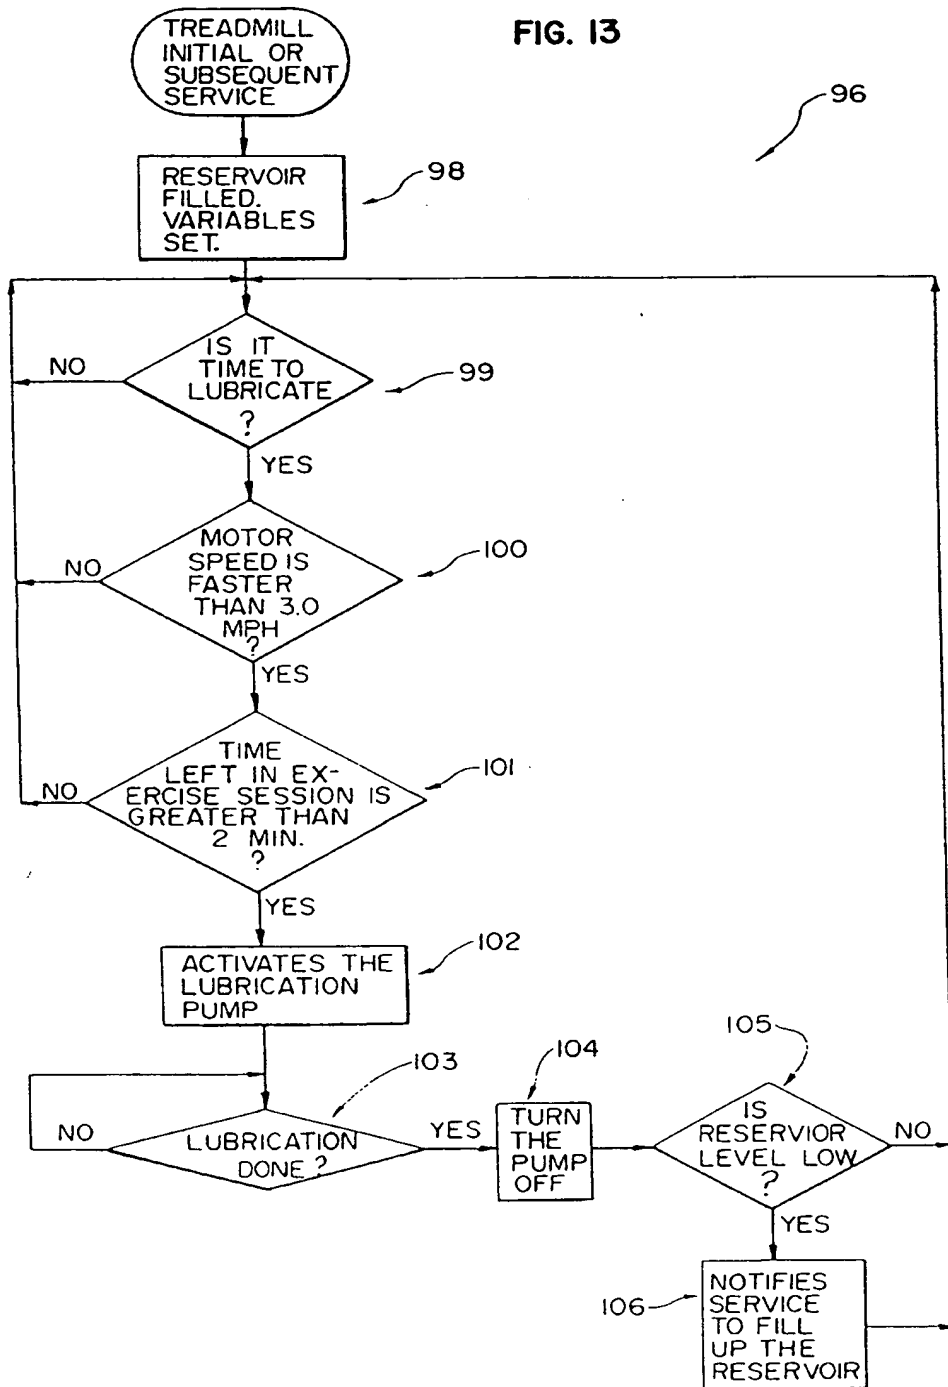 FIG. 13
TREADMILL
INITIAL OR
SUBSEQUENT
SERVICE
96
RESERVOIR
FILLED.
VARIABLES
SET.
98
IS IT
TIME TO
LUBRICATE
?
99
NO
YES
MOTOR
SPEED IS
FASTER
THAN 3.0
MPH
?
100
NO
YES
TIME
LEFT IN EX-
ERCISE SESSION IS
GREATER THAN
2 MIN.
?
101
NO
YES
ACTIVATES THE
LUBRICATION
PUMP
102
LUBRICATION
DONE ?
103
NO
YES
TURN
THE
PUMP
OFF
104
IS
RESERVIOR
LEVEL LOW
?
105
NO
YES
NOTIFIES
SERVICE
TO FILL
UP THE
RESERVOIR
106